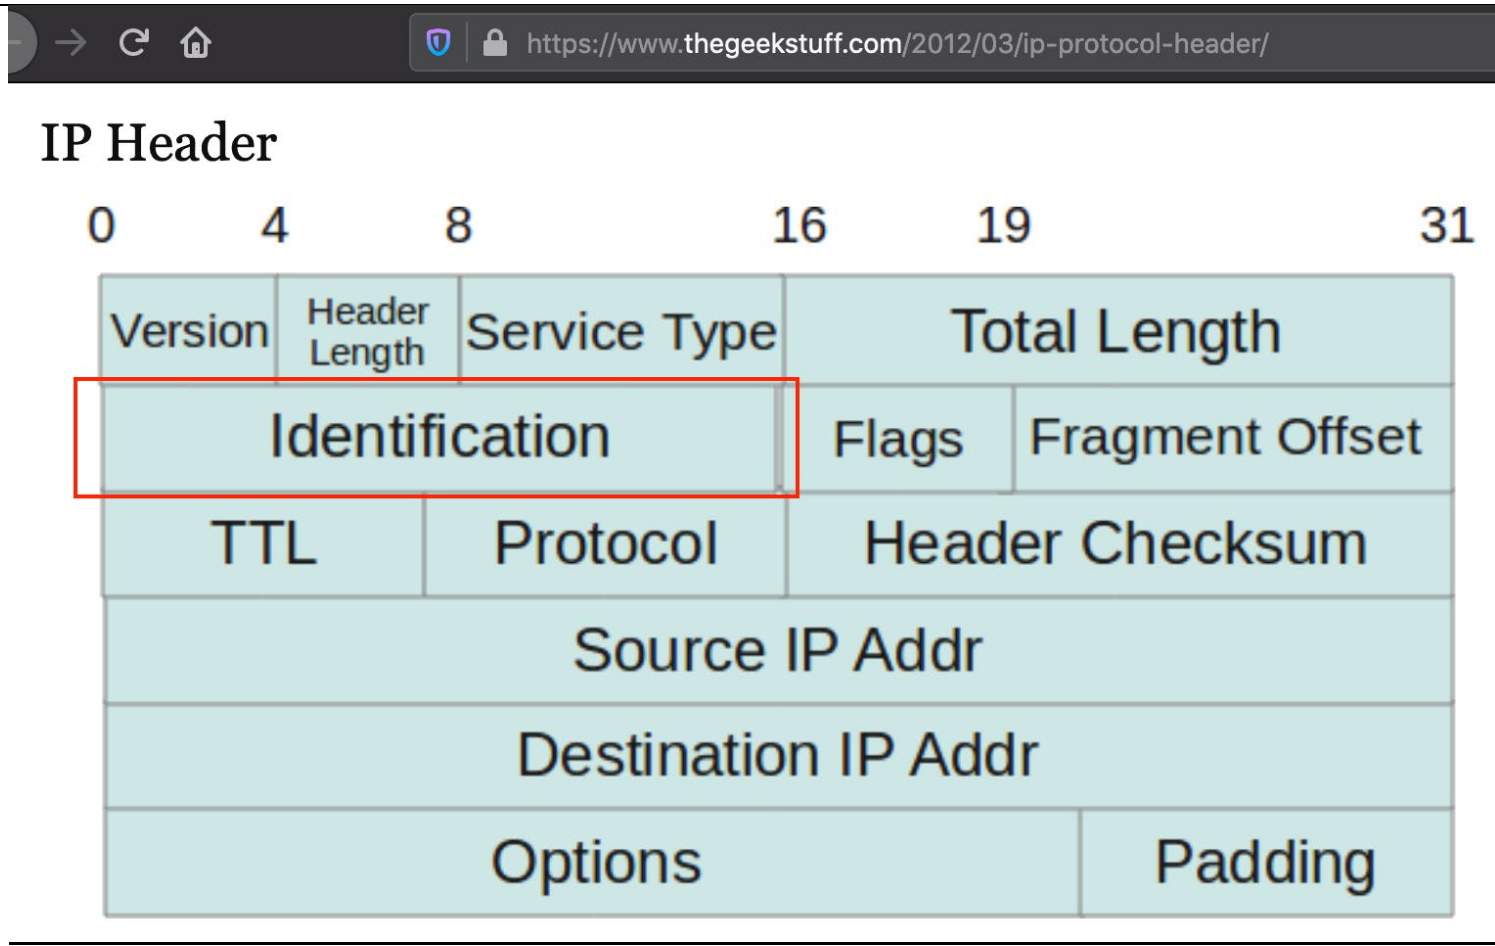 https://www.thegeekstuff.com/2012/03/ip-protocol-header/
IP Header
0 4 8 16 19 31
Version Header Length Service Type Total Length
Identification Flags Fragment Offset
TTL Protocol Header Checksum
Source IP Addr
Destination IP Addr
Options Padding